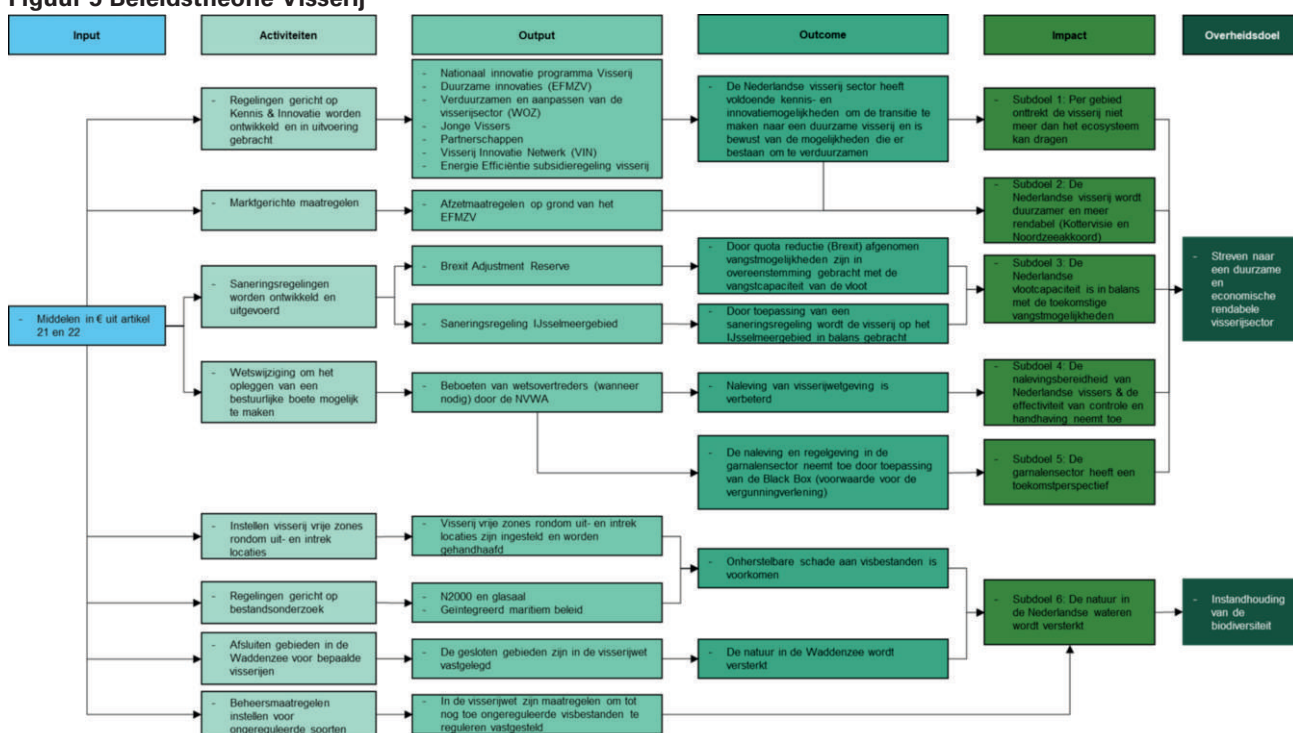 Figuur 5 Beleidstheorie Visserij
Input
Activiteiten
Output
Outcome
Impact
Overheidsdoel
- Middelen in € uit artikel
21 en 22
- Regelingen gericht op
Kennis & Innovatie worden
ontwikkeld en in uitvoering
gebracht
- Nationaal innovatie programma Visserij
- Duurzame innovaties (EFMZV)
- Verduurzamen en aanpassen van de
visserijsector (WOZ)
- Jonge Vissers
- Partnerschappen
- Visserij Innovatie Netwerk (VIN)
- Energie Efficiëntie subsidieregeling visserij
- De Nederlandse visserij sector heeft
voldoende kennis- en
innovatiemogelijkheden om de transitie te
maken naar een duurzame visserij en is
bewust van de mogelijkheden die er
bestaan om te verduurzamen
- Subdoel 1: Per gebied
onttrekt de visserij niet
meer dan het ecosysteem
kan dragen
- Marktgerichte maatregelen
- Afzetmaatregelen op grond van het
EFMZV
- Subdoel 2: De
Nederlandse visserij wordt
duurzamer en meer
rendabel (Kottervisie en
Noordzeeakkoord)
- Saneringsregelingen
worden ontwikkeld en
uitgevoerd
- Brexit Adjustment Reserve
- Door quota reductie (Brexit) afgenomen
vangstmogelijkheden zijn in
overeenstemming gebracht met de
vangstcapaciteit van de vloot
- Subdoel 3: De
Nederlandse
vlootcapaciteit is in balans
met de toekomstige
vangstmogelijkheden
- Saneringsregeling IJsselmeergebied
- Door toepassing van een
saneringsregeling wordt de visserij op het
IJsselmeergebied in balans gebracht
- Streven naar
een duurzame
en
economische
rendabele
visserijsector
- Wetswijziging om het
opleggen van een
bestuurlijke boete mogelijk
te maken
- Beboeten van wetsovertreders (wanneer
nodig) door de NVWA
- Naleving van visserijwetgeving is
verbeterd
- Subdoel 4: De
nalevingsbereidheid van
Nederlandse vissers & de
effectiviteit van controle en
handhaving neemt toe
- De naleving en regelgeving in de
garnalensector neemt toe door toepassing
van de Black Box (voorwaarde voor de
vergunningverlening)
- Subdoel 5: De
garnalensector heeft een
toekomstperspectief
- Instellen visserij vrije zones
rondom uit- en intrek
locaties
- Visserij vrije zones rondom uit- en intrek
locaties zijn ingesteld en worden
gehandhaafd
- Onherstelbare schade aan visbestanden is
voorkomen
- Regelingen gericht op
bestandsonderzoek
- N2000 en glasaal
- Geïntegreerd maritiem beleid
- Subdoel 6: De natuur in
de Nederlandse wateren
wordt versterkt
- Instandhouding
van de
biodiversiteit
- Afsluiten gebieden in de
Waddenzee voor bepaalde
visserijen
- De gesloten gebieden zijn in de visserijwet
vastgelegd
- De natuur in de Waddenzee wordt
versterkt
- Beheersmaatregelen
instellen voor
ongereguleerde soorten
- In de visserijwet zijn maatregelen om tot
nog toe ongereguleerde visbestanden te
reguleren vastgesteld